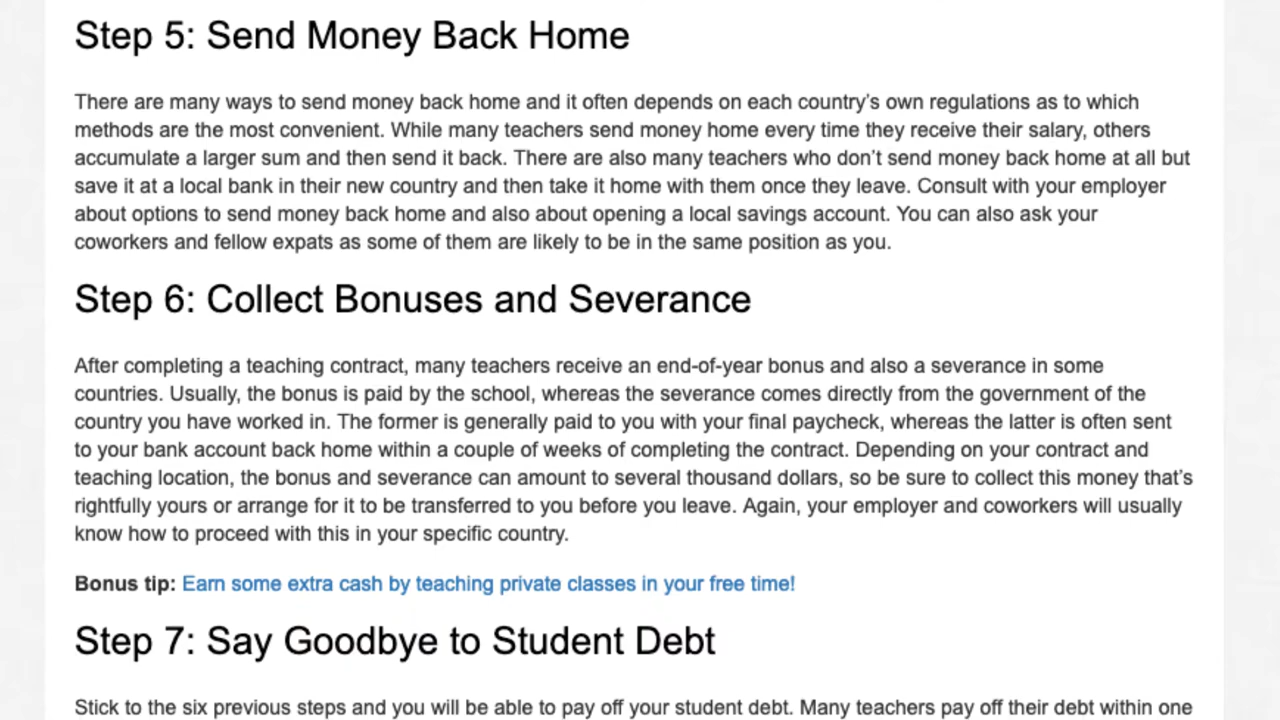 Step 5: Send Money Back Home
There are many ways to send money back home and it often depends on each country’s own regulations as to which
methods are the most convenient. While many teachers send money home every time they receive their salary, others
accumulate a larger sum and then send it back. There are also many teachers who don’t send money back home at all but
save it at a local bank in their new country and then take it home with them once they leave. Consult with your employer
about options to send money back home and also about opening a local savings account. You can also ask your
coworkers and fellow expats as some of them are likely to be in the same position as you.
Step 6: Collect Bonuses and Severance
After completing a teaching contract, many teachers receive an end-of-year bonus and also a severance in some
countries. Usually, the bonus is paid by the school, whereas the severance comes directly from the government of the
country you have worked in. The former is generally paid to you with your final paycheck, whereas the latter is often sent
to your bank account back home within a couple of weeks of completing the contract. Depending on your contract and
teaching location, the bonus and severance can amount to several thousand dollars, so be sure to collect this money that’s
rightfully yours or arrange for it to be transferred to you before you leave. Again, your employer and coworkers will usually
know how to proceed with this in your specific country.
Bonus tip: Earn some extra cash by teaching private classes in your free time!
Step 7: Say Goodbye to Student Debt
Stick to the six previous steps and you will be able to pay off your student debt. Many teachers pay off their debt within one